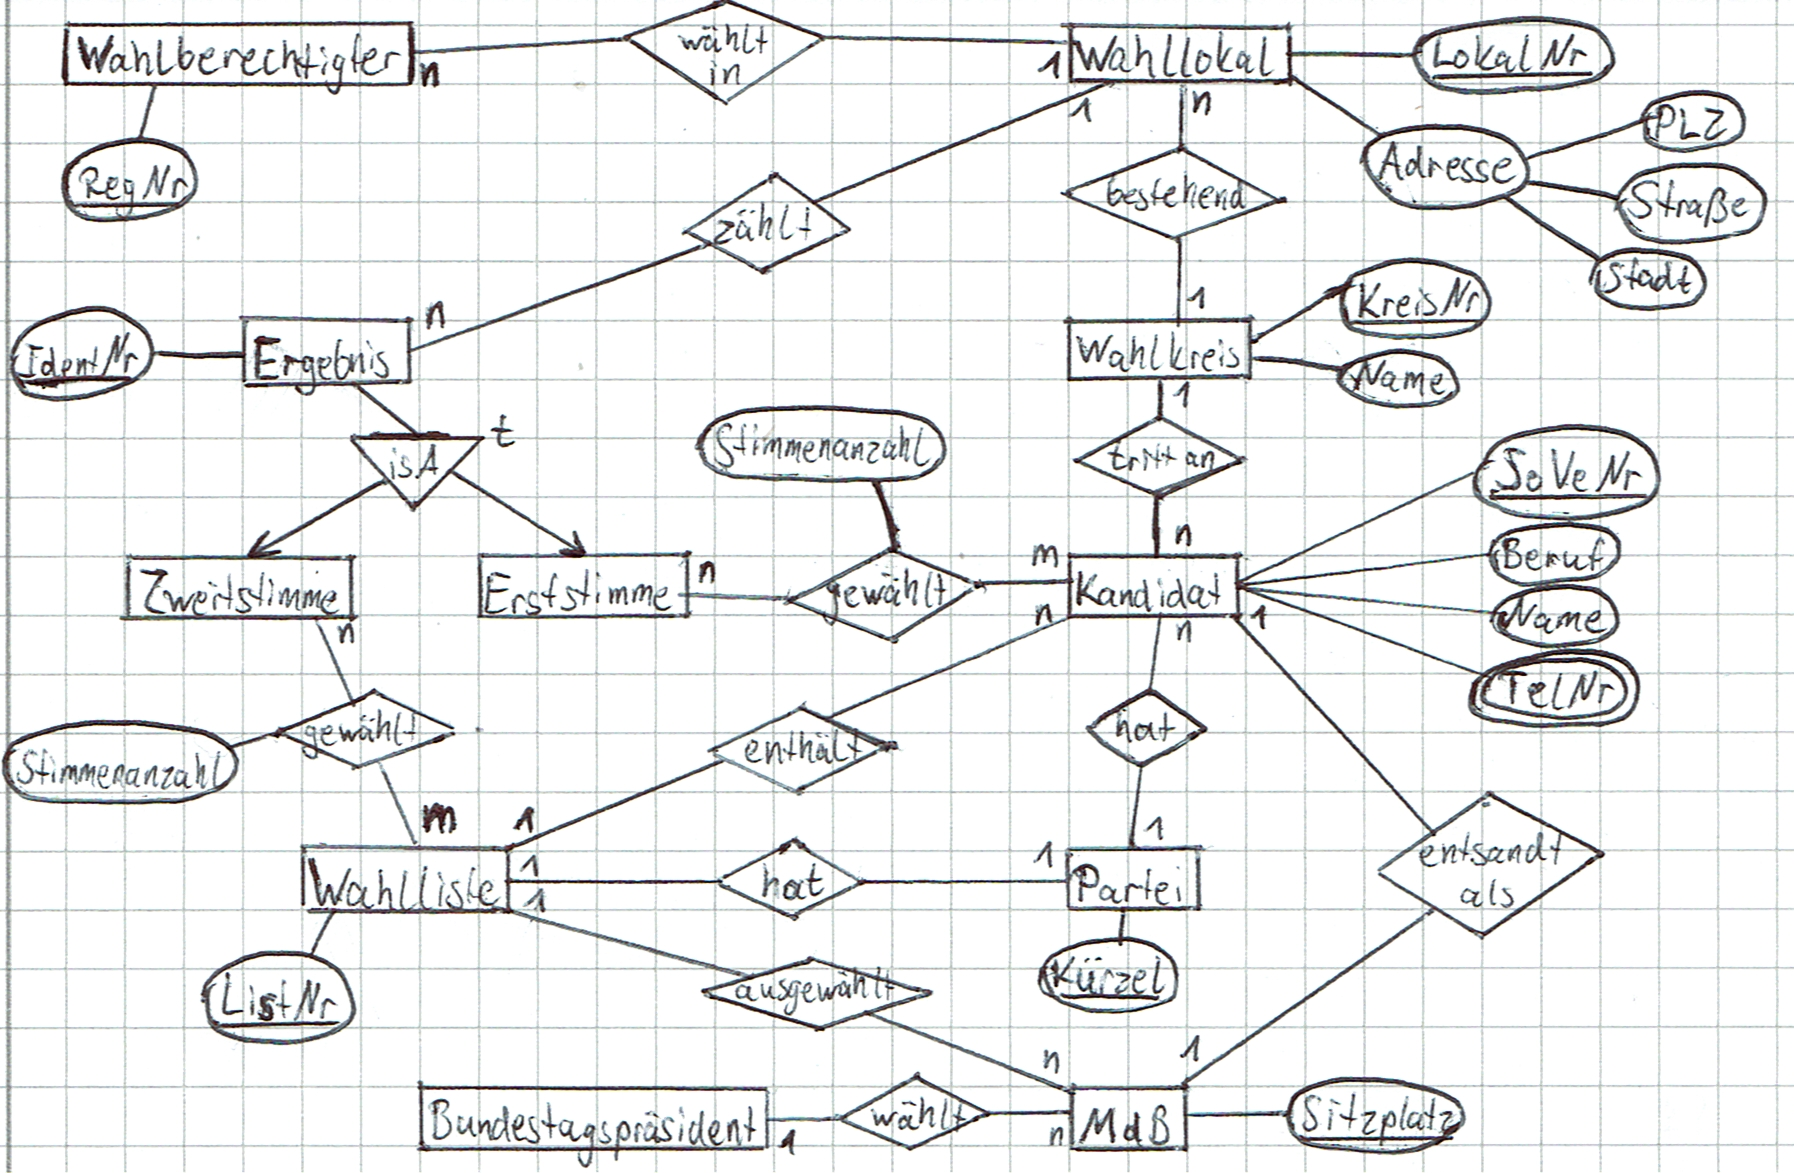 Wahlberechtigter
n
wählt
in
1
Wahllokal
LokalNr
RegNr
1
n
PLZ
Adresse
Straße
Stadt
zählt
bestehend
n
1
KreisNr
IdentNr
Ergebnis
Wahlkreis
Name
1
t
isA
Stimmenanzahl
tritt an
SoVeNr
Zweitstimme
Erststimme
n
gewählt
m
n
Kandidat
Beruf
Name
TelNr
n
n
n
1
Stimmenanzahl
gewählt
enthält
hat
m
1
1
Wahlliste
1
1
hat
1
Partei
entsandt
als
ListNr
ausgewählt
Kürzel
n
1
Bundestagspräsident
1
wählt
n
MdB
Sitzplatz